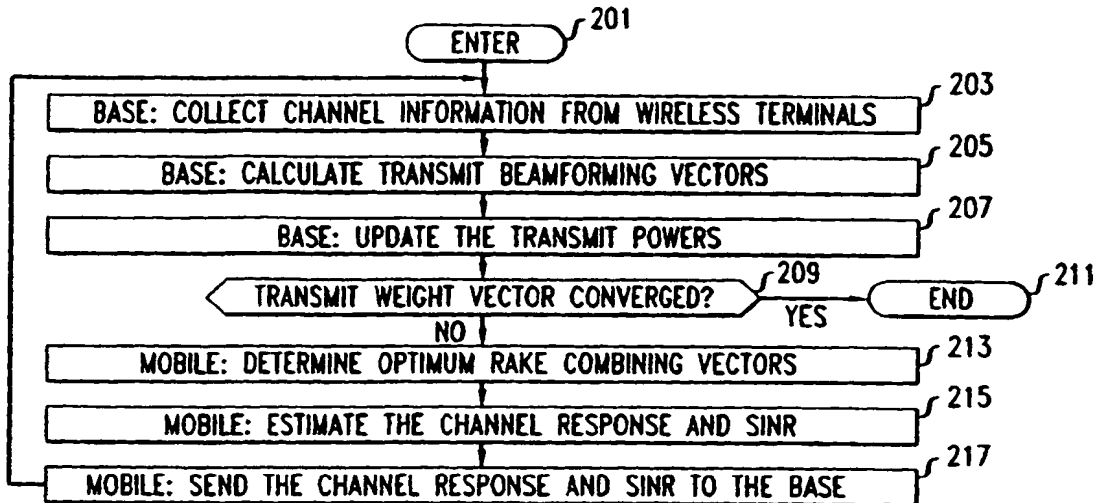 ENTER 201
BASE: COLLECT CHANNEL INFORMATION FROM WIRELESS TERMINALS 203
BASE: CALCULATE TRANSMIT BEAMFORMING VECTORS 205
BASE: UPDATE THE TRANSMIT POWERS 207
TRANSMIT WEIGHT VECTOR CONVERGED? 209
YES
END 211
NO
MOBILE: DETERMINE OPTIMUM RAKE COMBINING VECTORS 213
MOBILE: ESTIMATE THE CHANNEL RESPONSE AND SINR 215
MOBILE: SEND THE CHANNEL RESPONSE AND SINR TO THE BASE 217